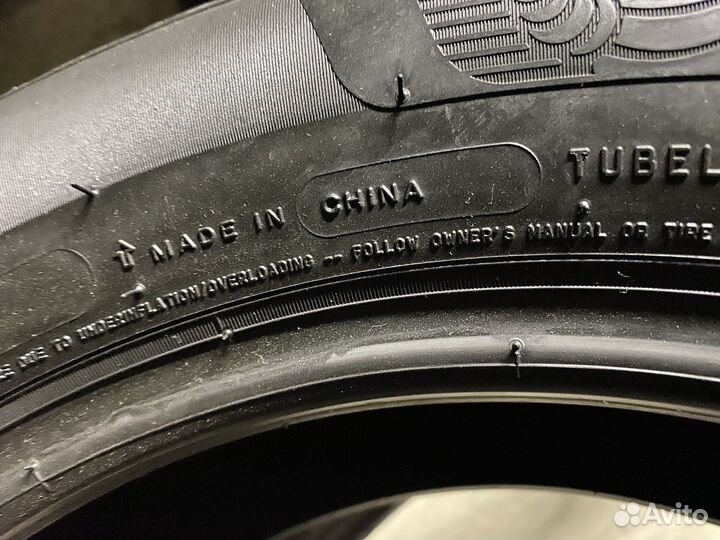 TUBEL
MADE IN CHINA
S DUE TO UNDERINFLATION/OVERLOADING -- FOLLOW OWNER'S MANUAL OR TIRE
Avito